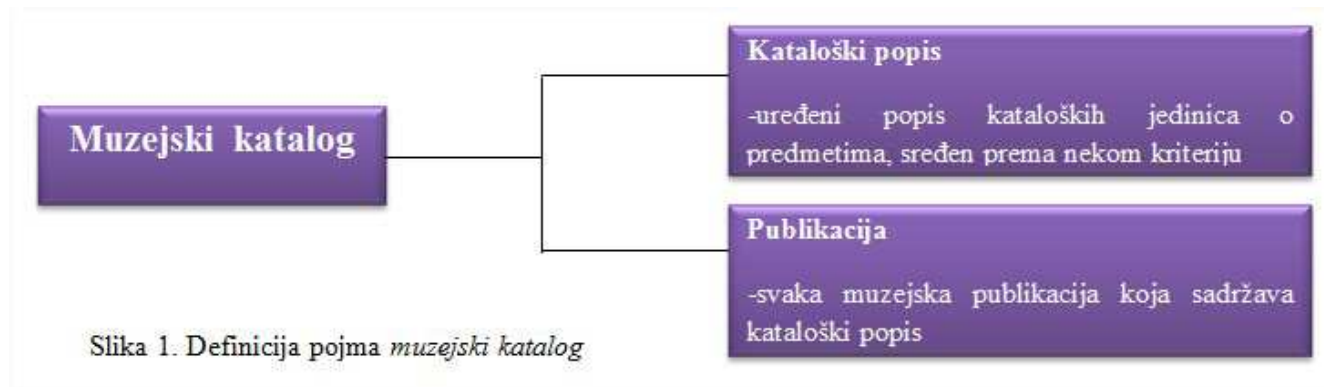 Muzejski katalog
Kataloški popis
-uređeni popis kataloških jedinica o
predmetima, sređen prema nekom kriteriju
Publikacija
-svaka muzejska publikacija koja sadržava
kataloški popis
Slika 1. Definicija pojma muzejski katalog